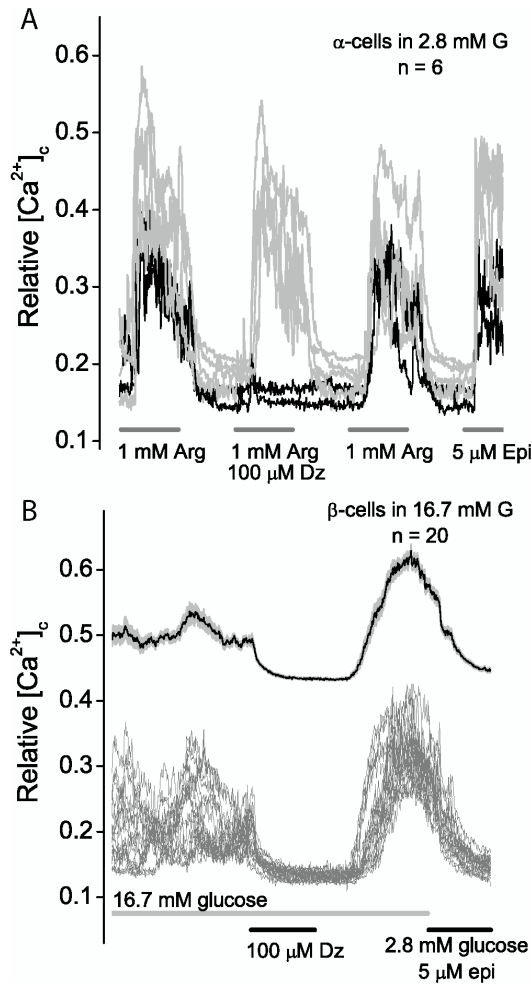 A
α-cells in 2.8 mM G
n = 6
0.6
0.5
0.4
0.3
0.2
0.1
Relative [Ca²⁺]c
1 mM Arg
1 mM Arg
100 μM Dz
1 mM Arg
5 μM Epi
B
β-cells in 16.7 mM G
n = 20
0.6
0.5
0.4
0.3
0.2
0.1
Relative [Ca²⁺]c
16.7 mM glucose
100 μM Dz
2.8 mM glucose
5 μM epi